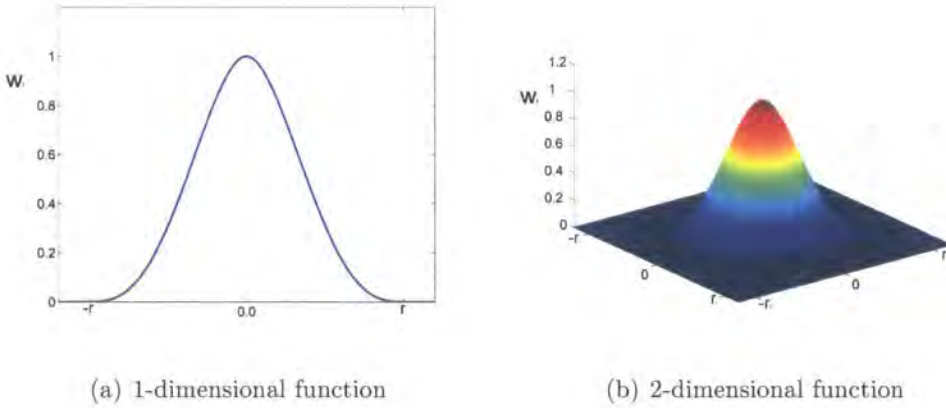 W.
1
0.8
0.6
0.4
0.2
0
-r
0.0
r
(a) 1-dimensional function
W.
1.2
1
0.8
0.6
0.4
0.2
0
-r
0
r.
-r.
0
r
(b) 2-dimensional function